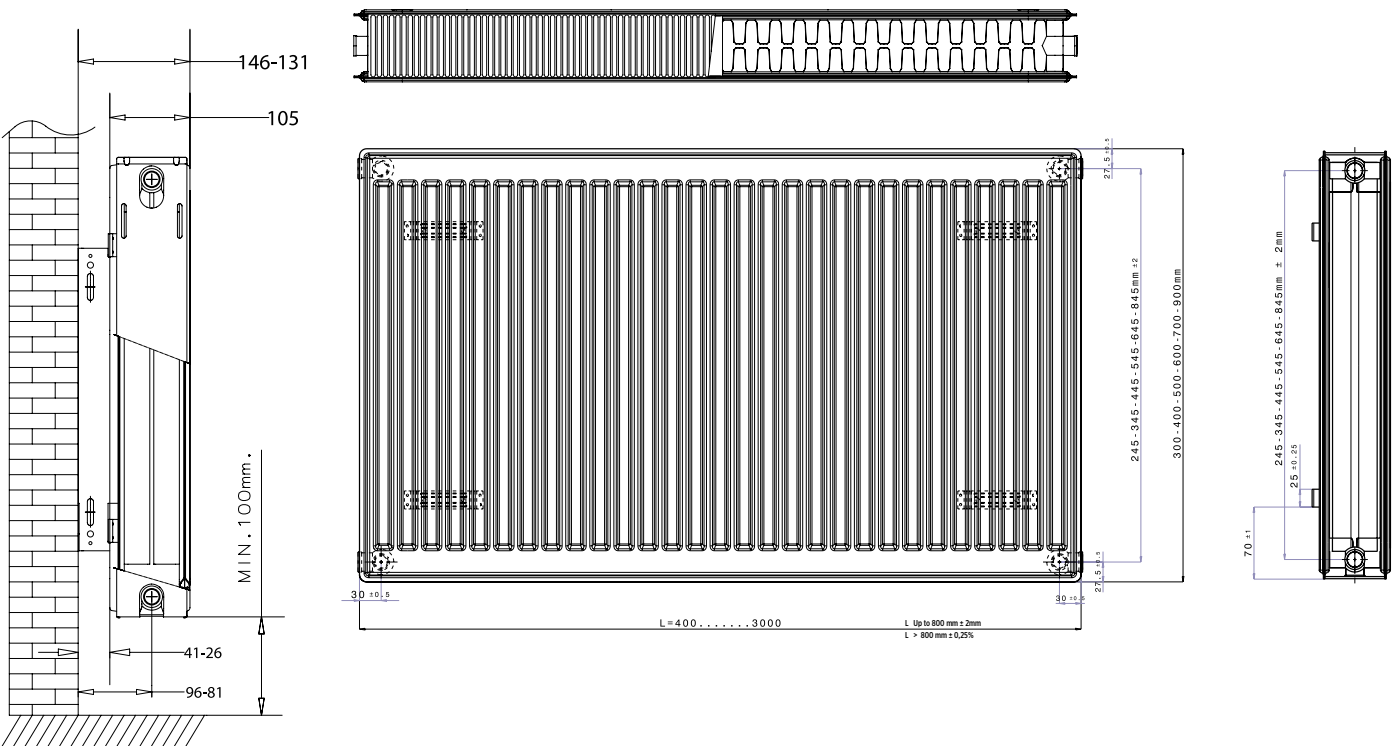 146-131
105
MIN.100mm.
41-26
96-81
27.5 ±0.5
245-345-445-545-645-845mm ±2
300-400-500-600-700-900mm
27.5 ±0.5
30 ±0.5
30 ±0.5
L=400.......3000
L Up to 800 mm ± 2mm
L > 800 mm ± 0,25%
245-345-445-545-645-845mm ± 2mm
25 ±0.25
70 ±1